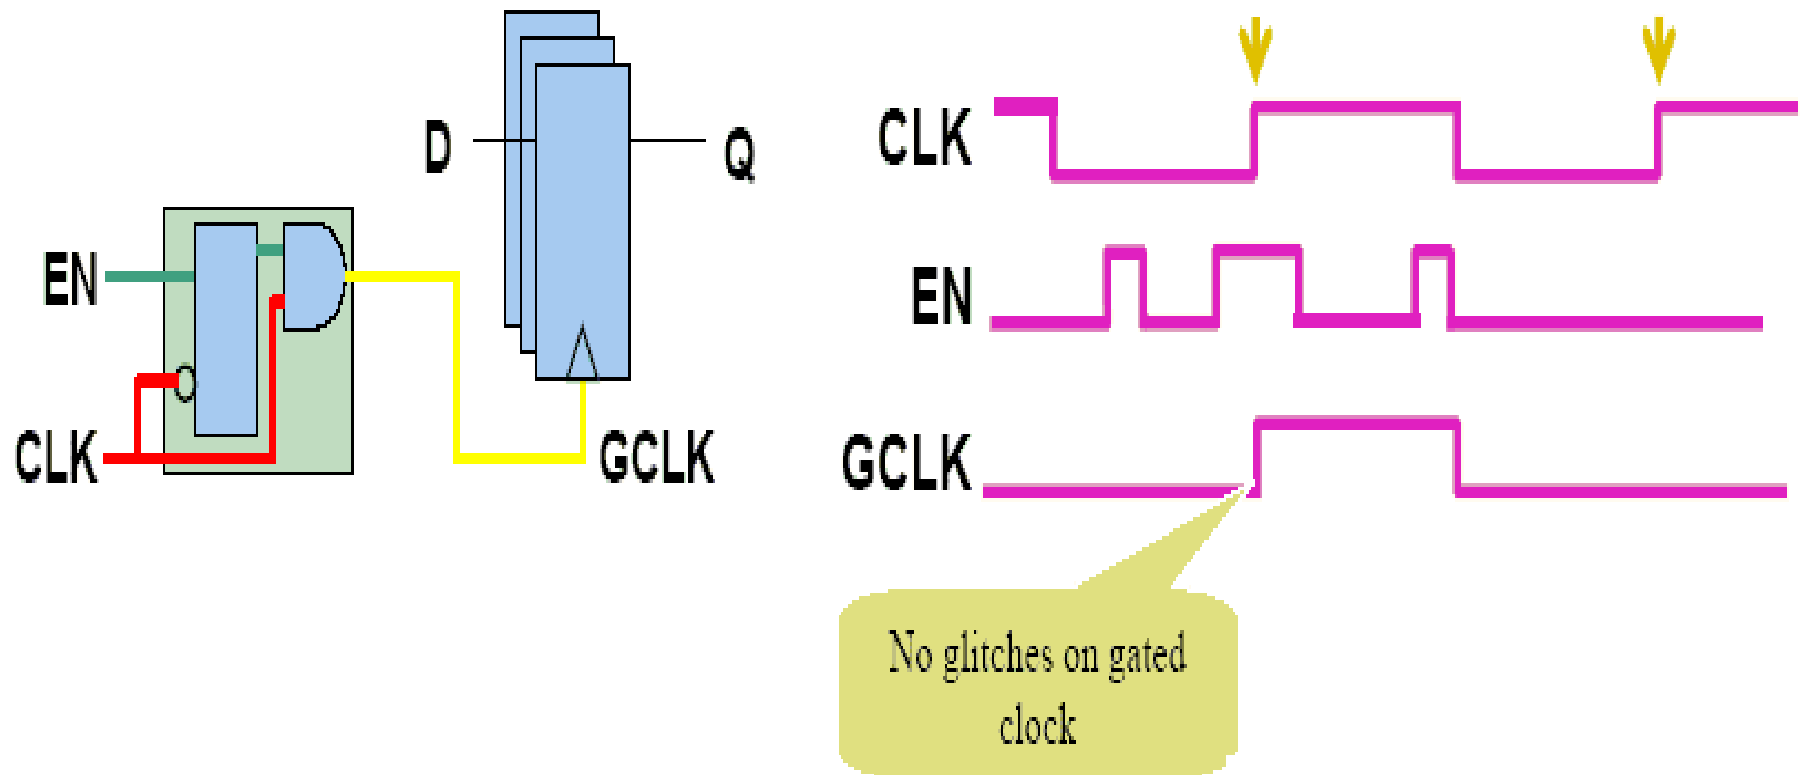 D
Q
EN
CLK
GCLK
CLK
EN
GCLK
No glitches on gated
clock